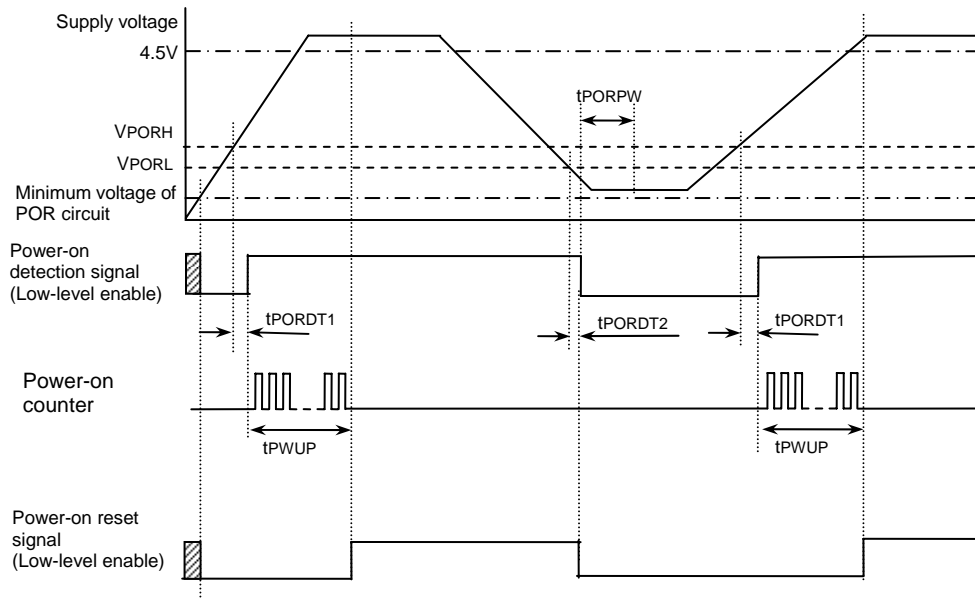 Supply voltage
4.5V
tPORPW
VPORH
VPORL
Minimum voltage of
POR circuit
Power-on
detection signal
(Low-level enable)
tPORDT1
tPORDT2
tPORDT1
Power-on
counter
tPWUP
tPWUP
Power-on reset
signal
(Low-level enable)